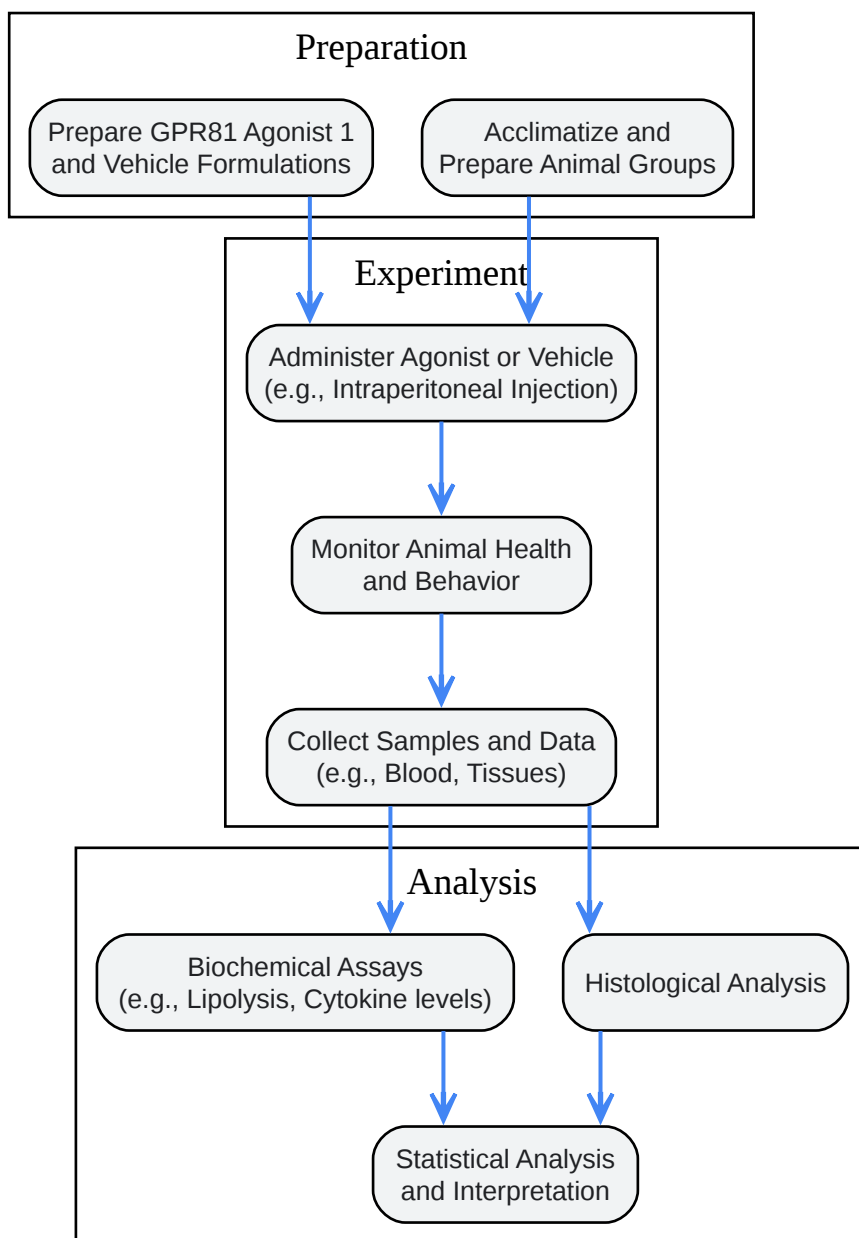 Preparation
Prepare GPR81 Agonist 1
and Vehicle Formulations
Acclimatize and
Prepare Animal Groups
Experiment
Administer Agonist or Vehicle
(e.g., Intraperitoneal Injection)
Monitor Animal Health
and Behavior
Collect Samples and Data
(e.g., Blood, Tissues)
Analysis
Biochemical Assays
(e.g., Lipolysis, Cytokine levels)
Histological Analysis
Statistical Analysis
and Interpretation